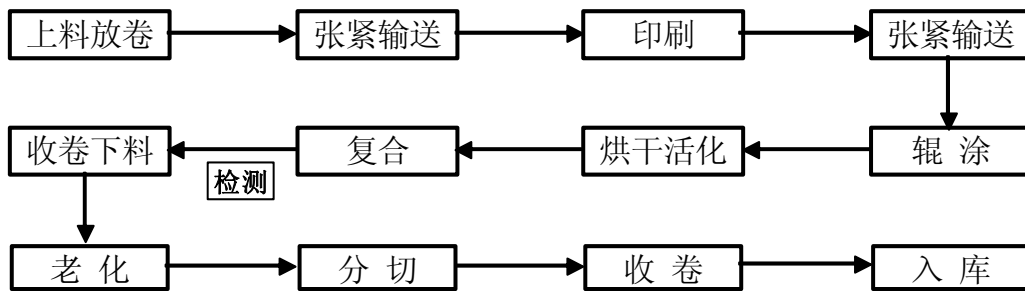 上料放卷
张紧输送
印刷
张紧输送
辊 涂
烘干活化
复合
检测
收卷下料
老 化
分 切
收 卷
入 库